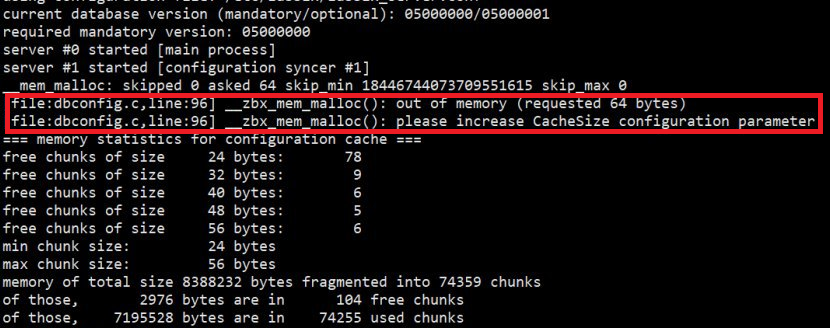 current database version (mandatory/optional): 05000000/05000001
required mandatory version: 05000000
server #0 started [main process]
server #1 started [configuration syncer #1]
__mem_malloc: skipped 0 asked 64 skip_min 18446744073709551615 skip_max 0
file:dbconfig.c,line:96] __zbx_mem_malloc(): out of memory (requested 64 bytes)
file:dbconfig.c,line:96] __zbx_mem_malloc(): please increase CacheSize configuration parameter
=== memory statistics for configuration cache ===
free chunks of size     24 bytes:       78
free chunks of size     32 bytes:        9
free chunks of size     40 bytes:        6
free chunks of size     48 bytes:        5
free chunks of size     56 bytes:        6
min chunk size:         24 bytes
max chunk size:         56 bytes
memory of total size 8388232 bytes fragmented into 74359 chunks
of those,       2976 bytes are in      104 free chunks
of those,    7195528 bytes are in    74255 used chunks